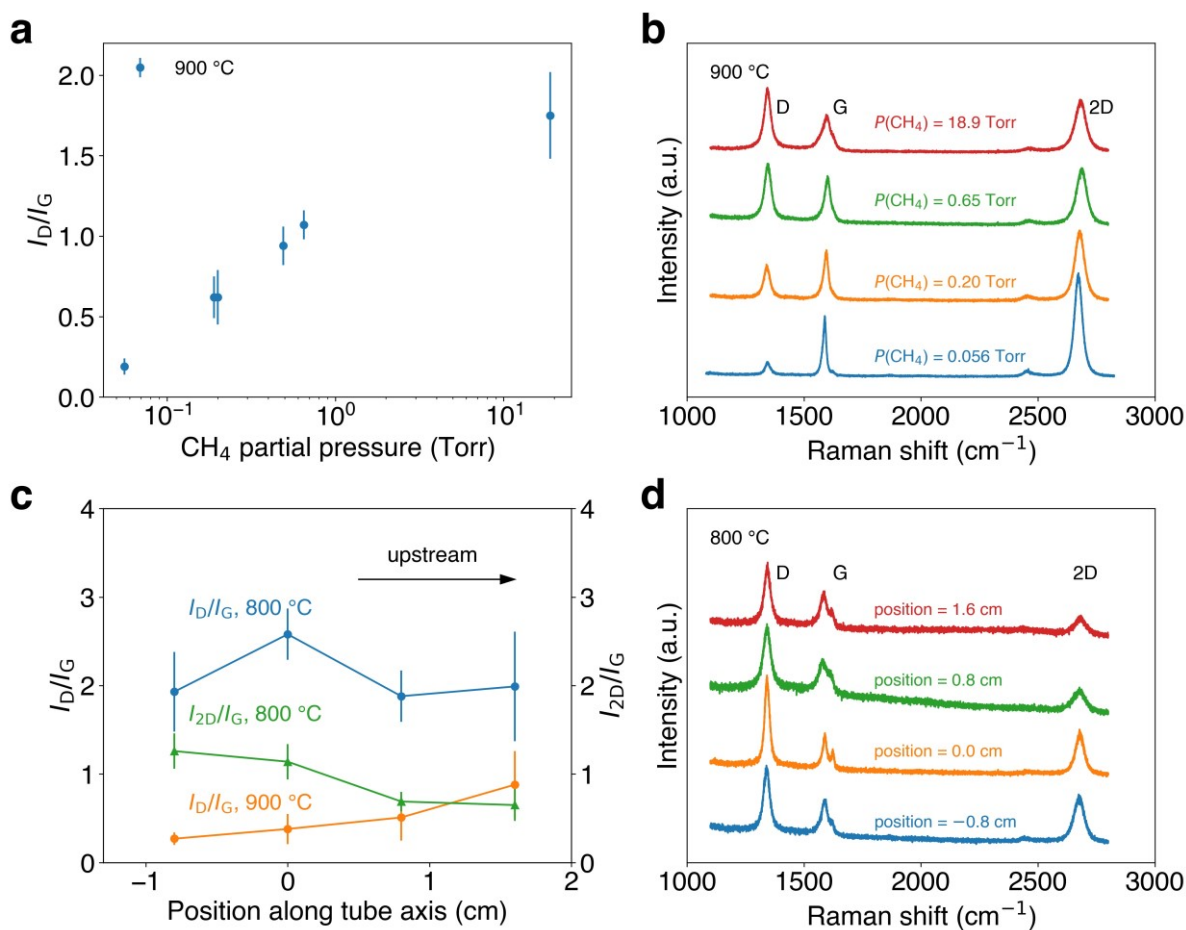 a
900 °C
2.0
1.5
1.0
0.5
0.0
I_D/I_G
10⁻¹ 10⁰ 10¹
CH₄ partial pressure (Torr)
b
900 °C
D G 2D
P(CH₄) = 18.9 Torr
P(CH₄) = 0.65 Torr
P(CH₄) = 0.20 Torr
P(CH₄) = 0.056 Torr
Intensity (a.u.)
1000 1500 2000 2500 3000
Raman shift (cm⁻¹)
c
4 4
3 3
2 2
1 1
0 0
upstream
I_D/I_G, 800 °C
I_2D/I_G, 800 °C
I_D/I_G, 900 °C
I_D/I_G
I_2D/I_G
−1 0 1 2
Position along tube axis (cm)
d
800 °C
D G 2D
position = 1.6 cm
position = 0.8 cm
position = 0.0 cm
position = −0.8 cm
Intensity (a.u.)
1000 1500 2000 2500 3000
Raman shift (cm⁻¹)